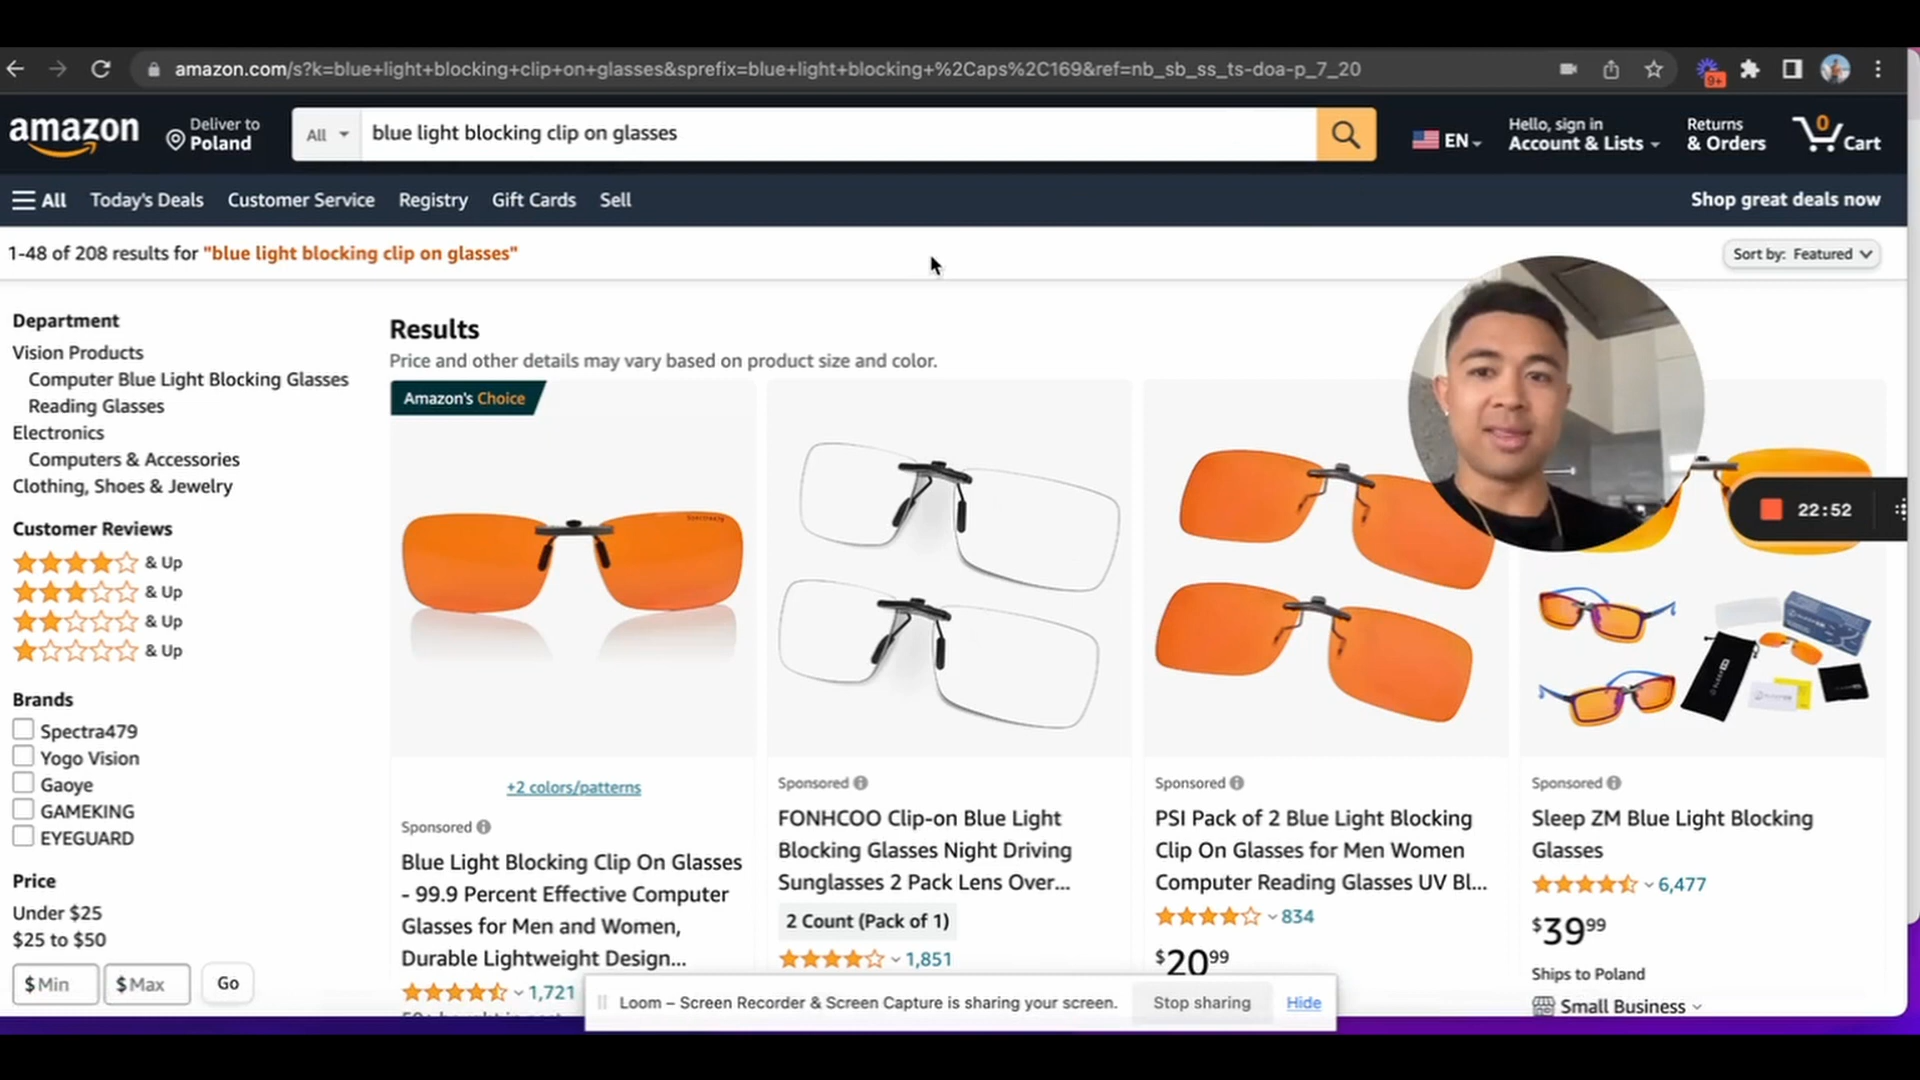 amazon.com/s?k=blue+light+blocking+clip+on+glasses&sprefix=blue+light+blocking+%2Caps%2C169&ref=nb_sb_ss_ts-doa-p_7_20
9+
amazon
Deliver to
Poland
All
blue light blocking clip on glasses
EN
Hello, sign in
Account & Lists
Returns
& Orders
0
Cart
All
Today's Deals
Customer Service
Registry
Gift Cards
Sell
Shop great deals now
1-48 of 208 results for "blue light blocking clip on glasses"
Sort by: Featured
Department
Vision Products
Computer Blue Light Blocking Glasses
Reading Glasses
Electronics
Computers & Accessories
Clothing, Shoes & Jewelry
Customer Reviews
& Up
& Up
& Up
& Up
Brands
Spectra479
Yogo Vision
Gaoye
GAMEKING
EYEGUARD
Price
Under $25
$25 to $50
$ Min
$ Max
Go
Results
Price and other details may vary based on product size and color.
Amazon's Choice
+2 colors/patterns
Sponsored
Blue Light Blocking Clip On Glasses
- 99.9 Percent Effective Computer
Glasses for Men and Women,
Durable Lightweight Design...
1,721
Sponsored
FONHCOO Clip-on Blue Light
Blocking Glasses Night Driving
Sunglasses 2 Pack Lens Over...
2 Count (Pack of 1)
1,851
Sponsored
PSI Pack of 2 Blue Light Blocking
Clip On Glasses for Men Women
Computer Reading Glasses UV Bl...
834
$20.99
22:52
Sponsored
Sleep ZM Blue Light Blocking
Glasses
6,477
$39.99
Ships to Poland
Small Business
Loom – Screen Recorder & Screen Capture is sharing your screen.
Stop sharing
Hide